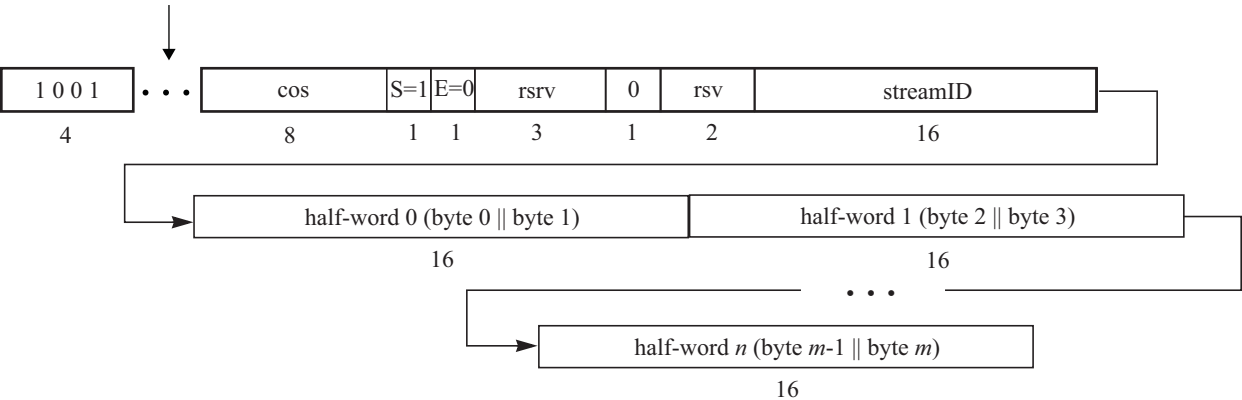 1 0 0 1 . . . cos S=1 E=0 rsrv 0 rsv streamID
4 8 1 1 3 1 2 16
half-word 0 (byte 0 || byte 1) half-word 1 (byte 2 || byte 3)
16 16
. . .
half-word n (byte m-1 || byte m)
16